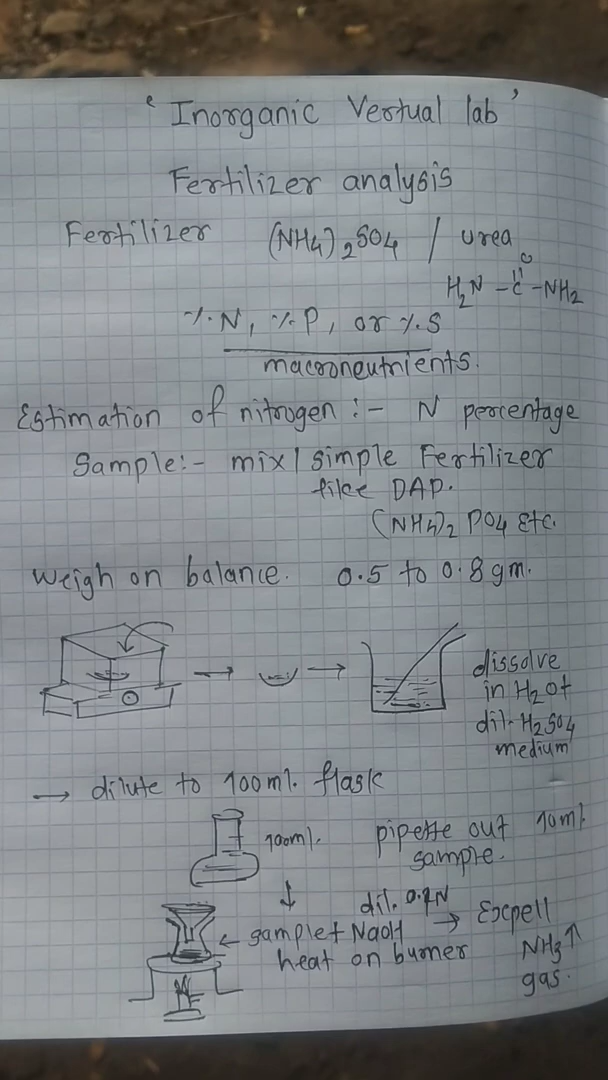 ' Inorganic Vertual lab '
Fertilizer analysis
Fertilizer (NH4)2SO4 / urea
O
H2N - C - NH2
%N, %P, or %S
macroneutrients.
Estimation of nitrogen :- N percentage
Sample:- mix/simple Fertilizer
like DAP.
(NH4)2 PO4 Etc.
Weigh on balance. 0.5 to 0.8 gm.
dissolve
in H2O of
dil. H2SO4
medium
→ dilute to 100ml. flask
100ml. pipette out 10ml
sample.
dil. 0.1N
← sample+ NaOH → Excpell
heat on burner NH3↑
gas.